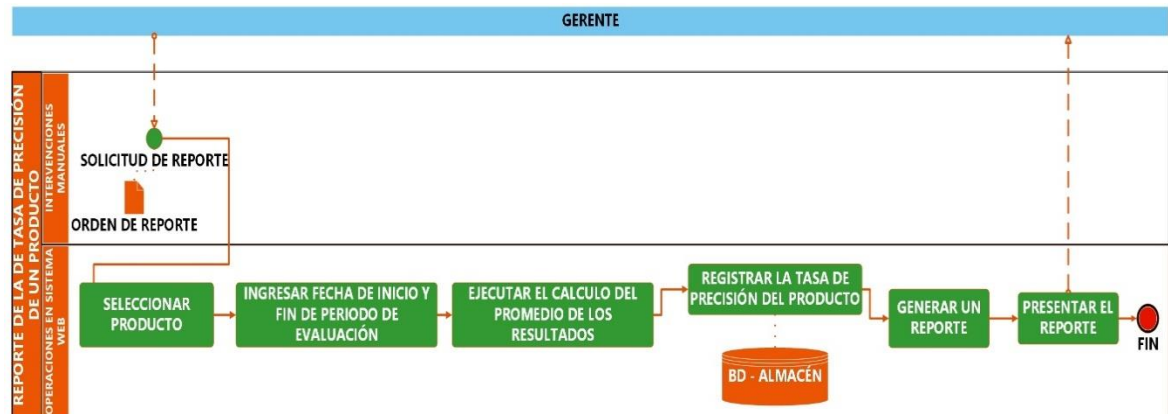 GERENTE
REPORTE DE LA DE TASA DE PRECISIÓN
DE UN PRODUCTO
INTERVENCIONES
MANUALES
SOLICITUD DE REPORTE
ORDEN DE REPORTE
OPERACIONES EN SISTEMA
WEB
SELECCIONAR
PRODUCTO
INGRESAR FECHA DE INICIO Y
FIN DE PERIODO DE
EVALUACIÓN
EJECUTAR EL CALCULO DEL
PROMEDIO DE LOS
RESULTADOS
REGISTRAR LA TASA DE
PRECISIÓN DEL PRODUCTO
BD - ALMACÉN
GENERAR UN
REPORTE
PRESENTAR EL
REPORTE
FIN